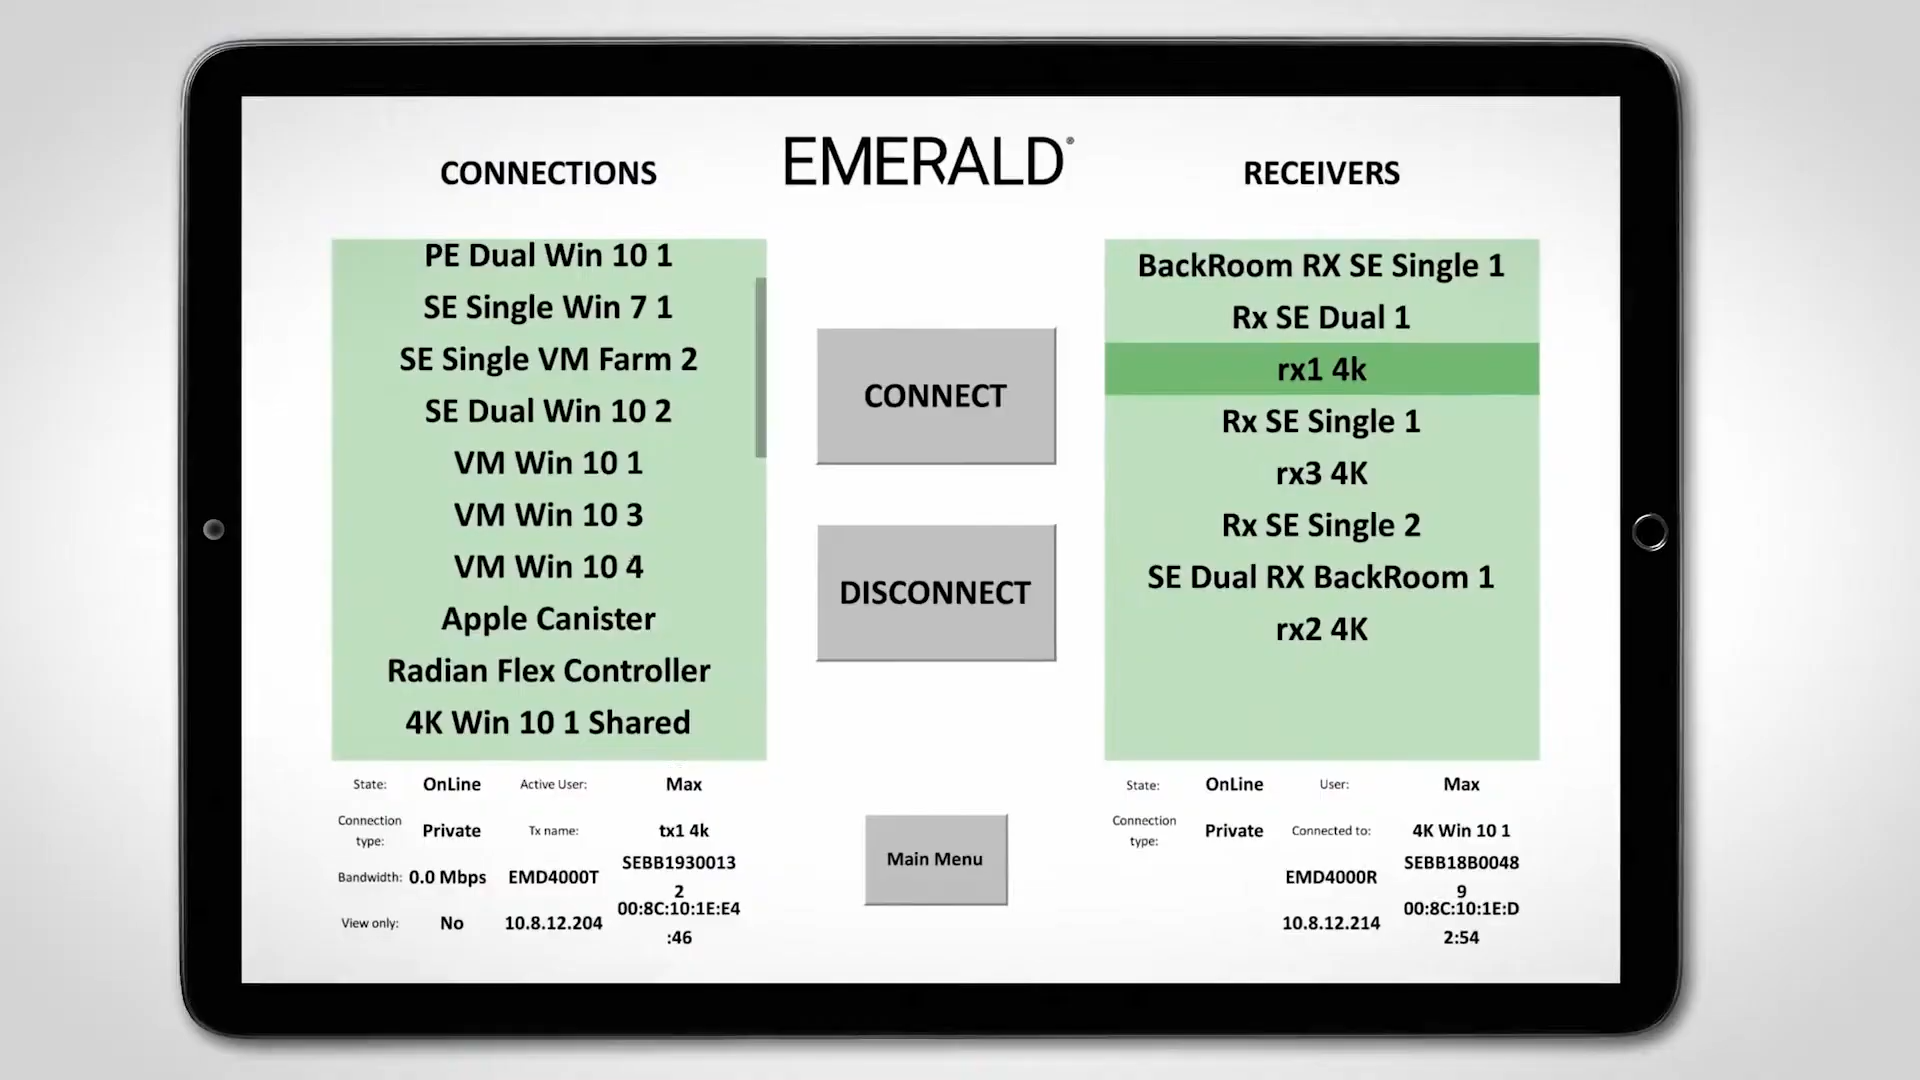 EMERALD®
CONNECTIONS
PE Dual Win 10 1
SE Single Win 7 1
SE Single VM Farm 2
SE Dual Win 10 2
VM Win 10 1
VM Win 10 3
VM Win 10 4
Apple Canister
Radian Flex Controller
4K Win 10 1 Shared
State: OnLine Active User: Max
Connection
type: Private Tx name: tx1 4k
Bandwidth: 0.0 Mbps EMD4000T SEBB1930013
2
View only: No 10.8.12.204 00:8C:10:1E:E4
:46
CONNECT
DISCONNECT
Main Menu
RECEIVERS
BackRoom RX SE Single 1
Rx SE Dual 1
rx1 4k
Rx SE Single 1
rx3 4K
Rx SE Single 2
SE Dual RX BackRoom 1
rx2 4K
State: OnLine User: Max
Connection
type: Private Connected to: 4K Win 10 1
EMD4000R SEBB18B0048
9
10.8.12.214 00:8C:10:1E:D
2:54